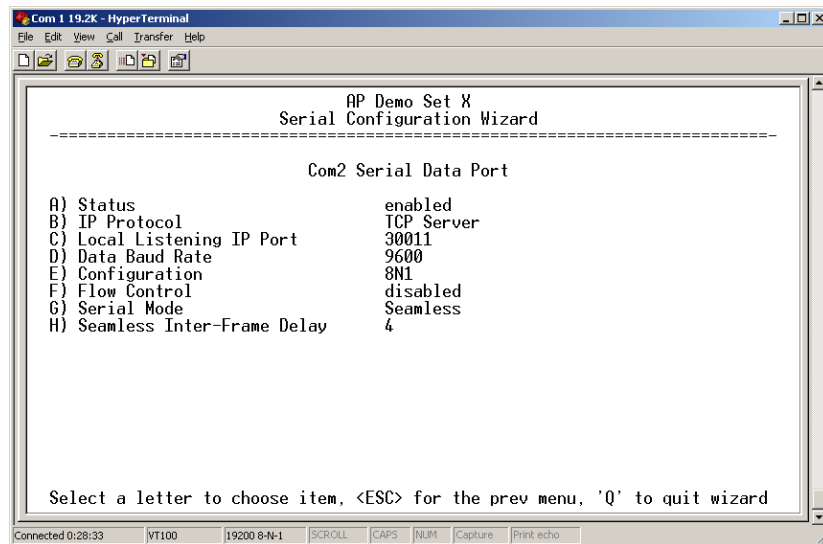 Com 1 19.2K - HyperTerminal
File Edit View Call Transfer Help
AP Demo Set X
Serial Configuration Wizard
-==========================================================================-
Com2 Serial Data Port
A) Status enabled
B) IP Protocol TCP Server
C) Local Listening IP Port 30011
D) Data Baud Rate 9600
E) Configuration 8N1
F) Flow Control disabled
G) Serial Mode Seamless
H) Seamless Inter-Frame Delay 4
Select a letter to choose item, <ESC> for the prev menu, 'Q' to quit wizard
Connected 0:28:33 VT100 19200 8-N-1 SCROLL CAPS NUM Capture Print echo